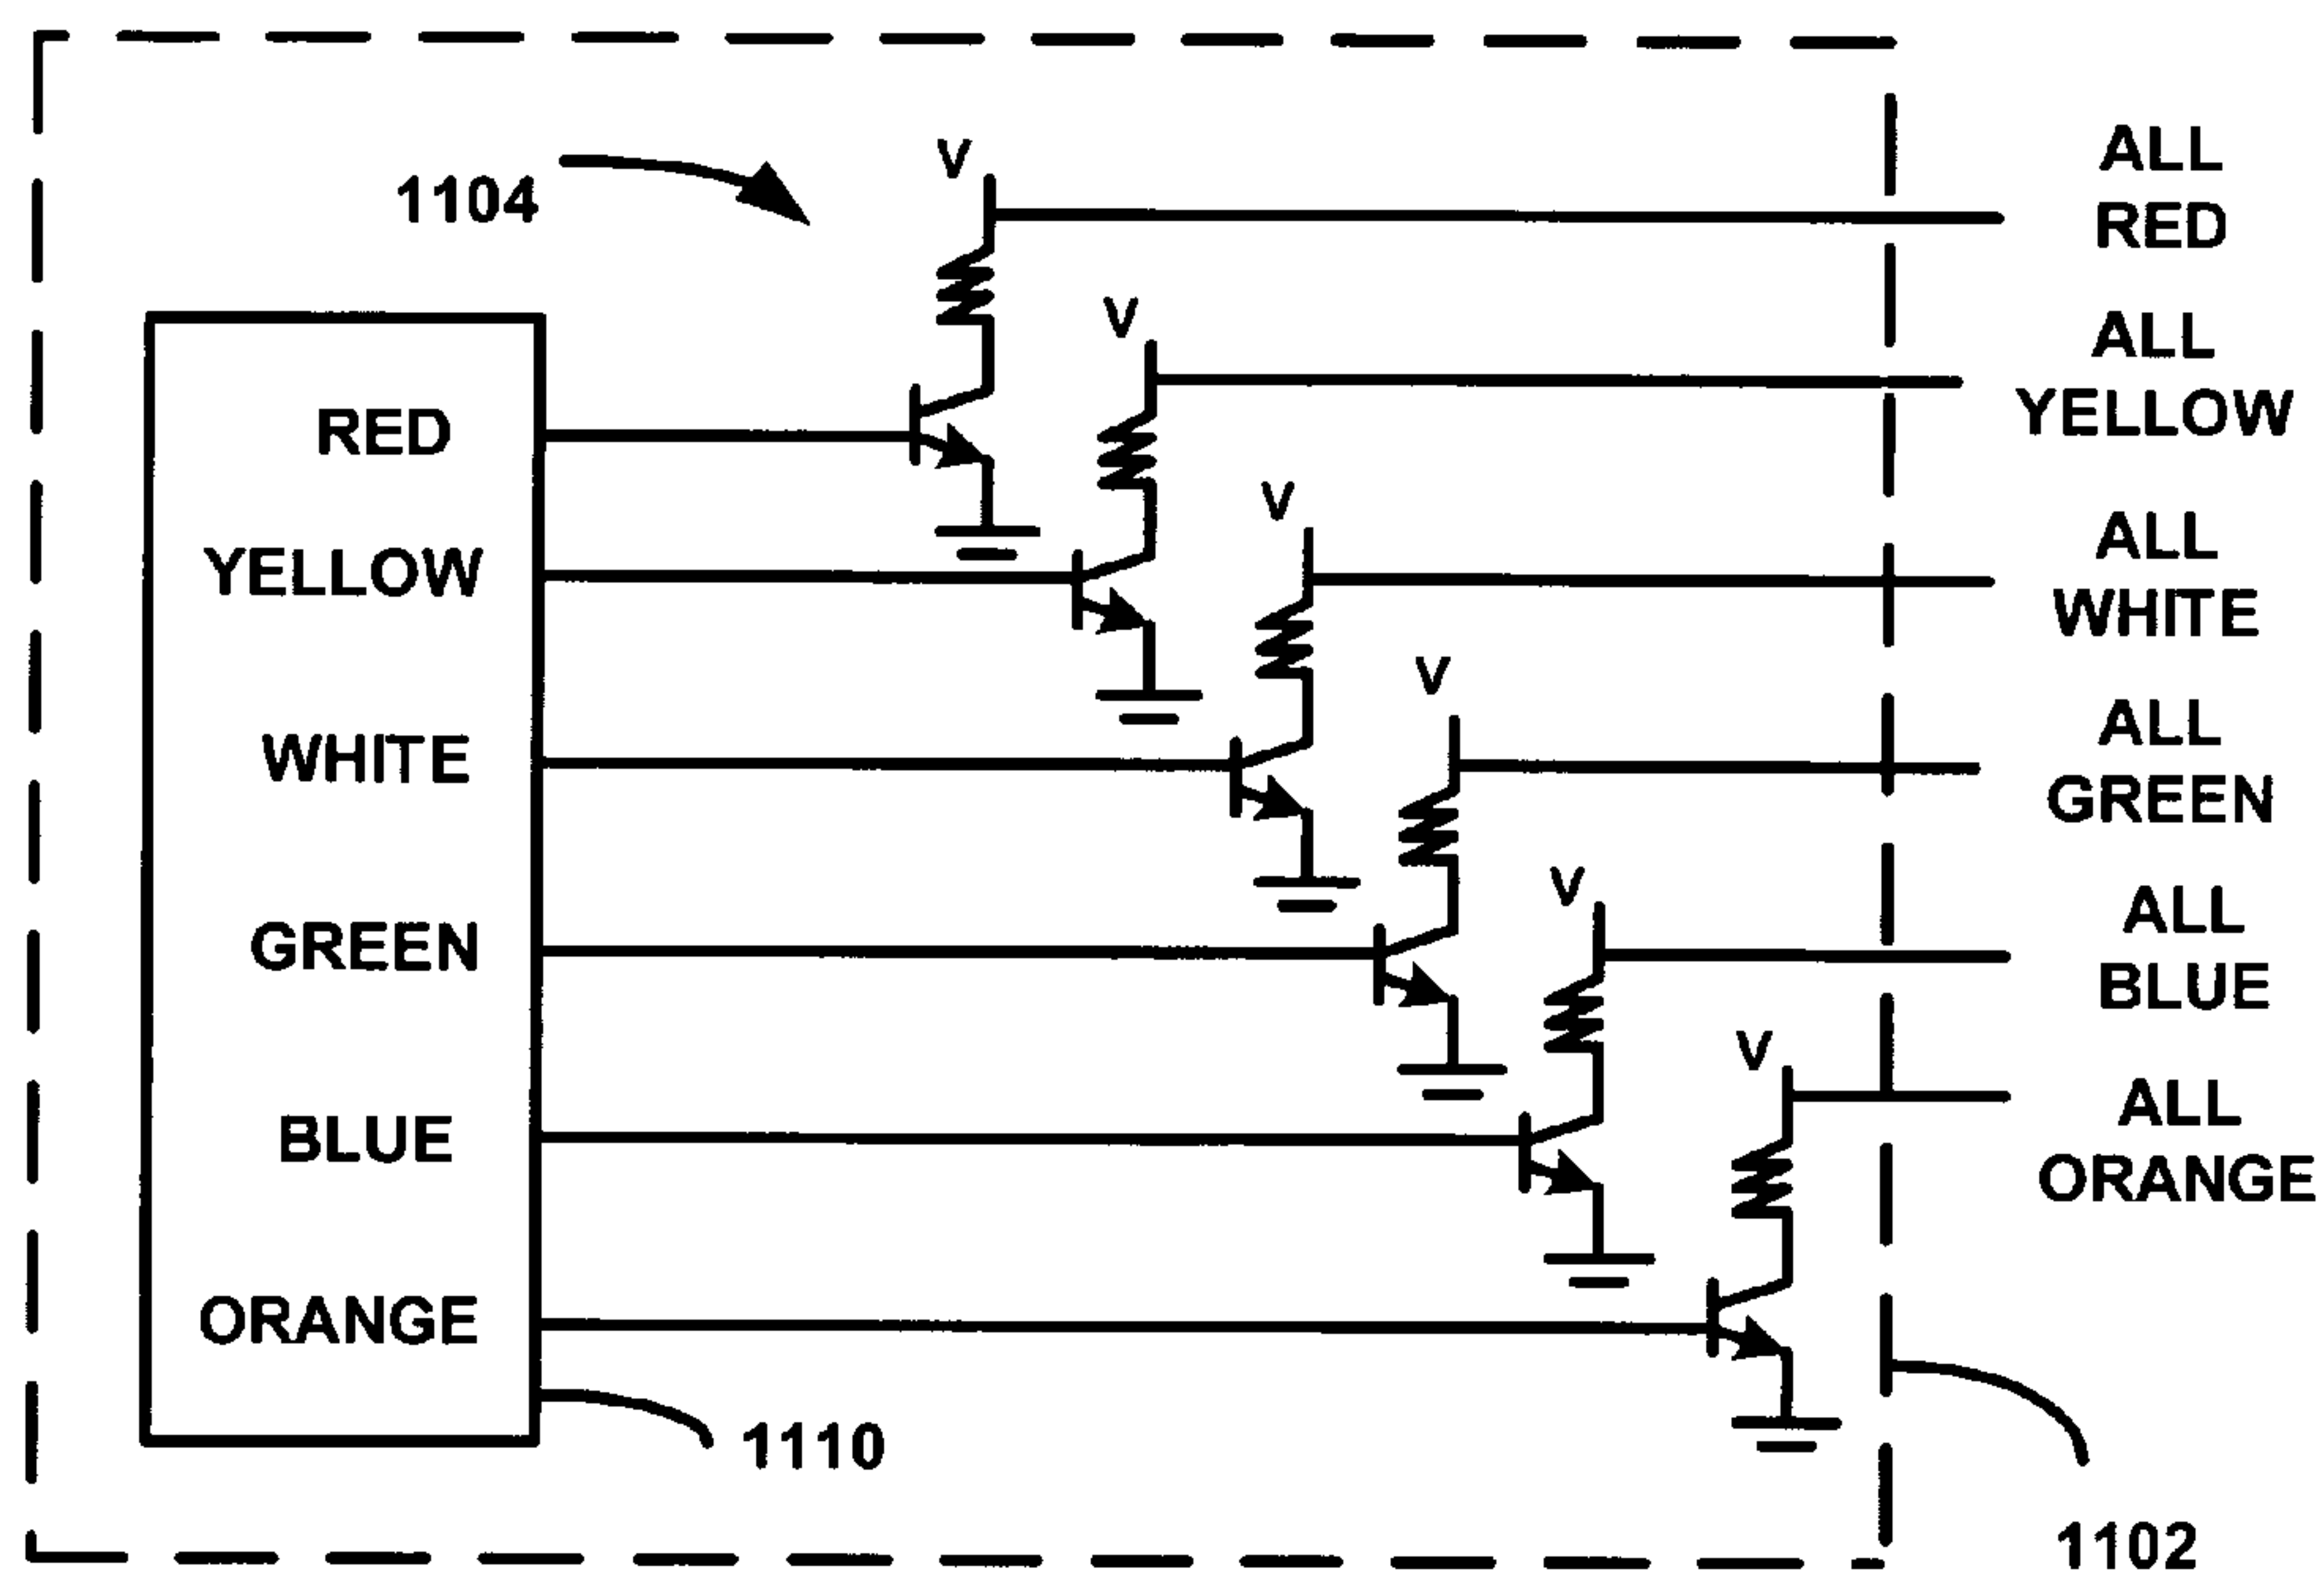 1104
V
ALL
RED
V
ALL
YELLOW
RED
V
ALL
WHITE
YELLOW
V
ALL
GREEN
WHITE
V
ALL
BLUE
GREEN
V
ALL
ORANGE
BLUE
ORANGE
1110
1102